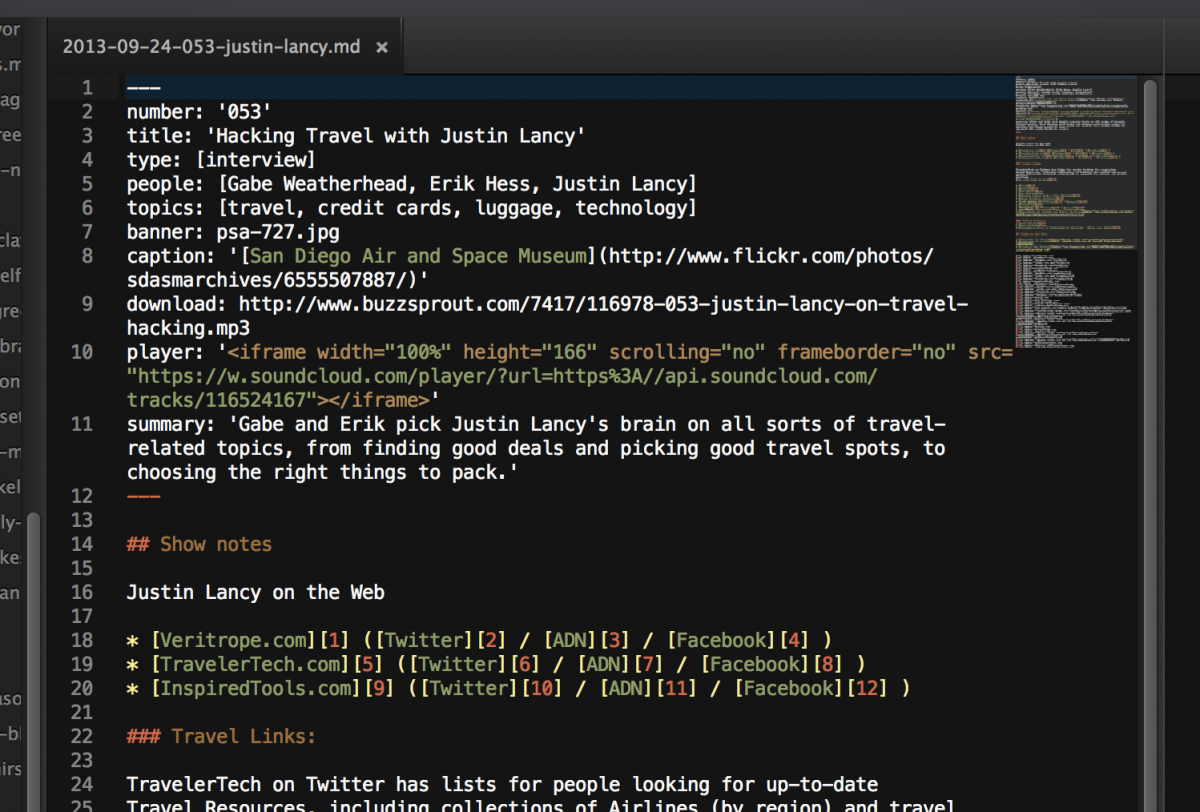 2013-09-24-053-justin-lancy.md ×
1 ---
2 number: '053'
3 title: 'Hacking Travel with Justin Lancy'
4 type: [interview]
5 people: [Gabe Weatherhead, Erik Hess, Justin Lancy]
6 topics: [travel, credit cards, luggage, technology]
7 banner: psa-727.jpg
8 caption: '[San Diego Air and Space Museum](http://www.flickr.com/photos/
sdasmarchives/6555507887/)'
9 download: http://www.buzzsprout.com/7417/116978-053-justin-lancy-on-travel-
hacking.mp3
10 player: '<iframe width="100%" height="166" scrolling="no" frameborder="no" src=
"https://w.soundcloud.com/player/?url=https%3A//api.soundcloud.com/
tracks/116524167"></iframe>'
11 summary: 'Gabe and Erik pick Justin Lancy's brain on all sorts of travel-
related topics, from finding good deals and picking good travel spots, to
choosing the right things to pack.'
12 ---
13
14 ## Show notes
15
16 Justin Lancy on the Web
17
18 * [Veritrope.com][1] ([Twitter][2] / [ADN][3] / [Facebook][4] )
19 * [TravelerTech.com][5] ([Twitter][6] / [ADN][7] / [Facebook][8] )
20 * [InspiredTools.com][9] ([Twitter][10] / [ADN][11] / [Facebook][12] )
21
22 ### Travel Links:
23
24 TravelerTech on Twitter has lists for people looking for up-to-date
25 Travel Resources, including collections of Airlines (by region) and travel